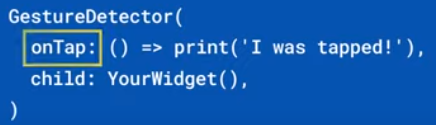 GestureDetector(
onTap: () => print('I was tapped!'),
child: YourWidget(),
)